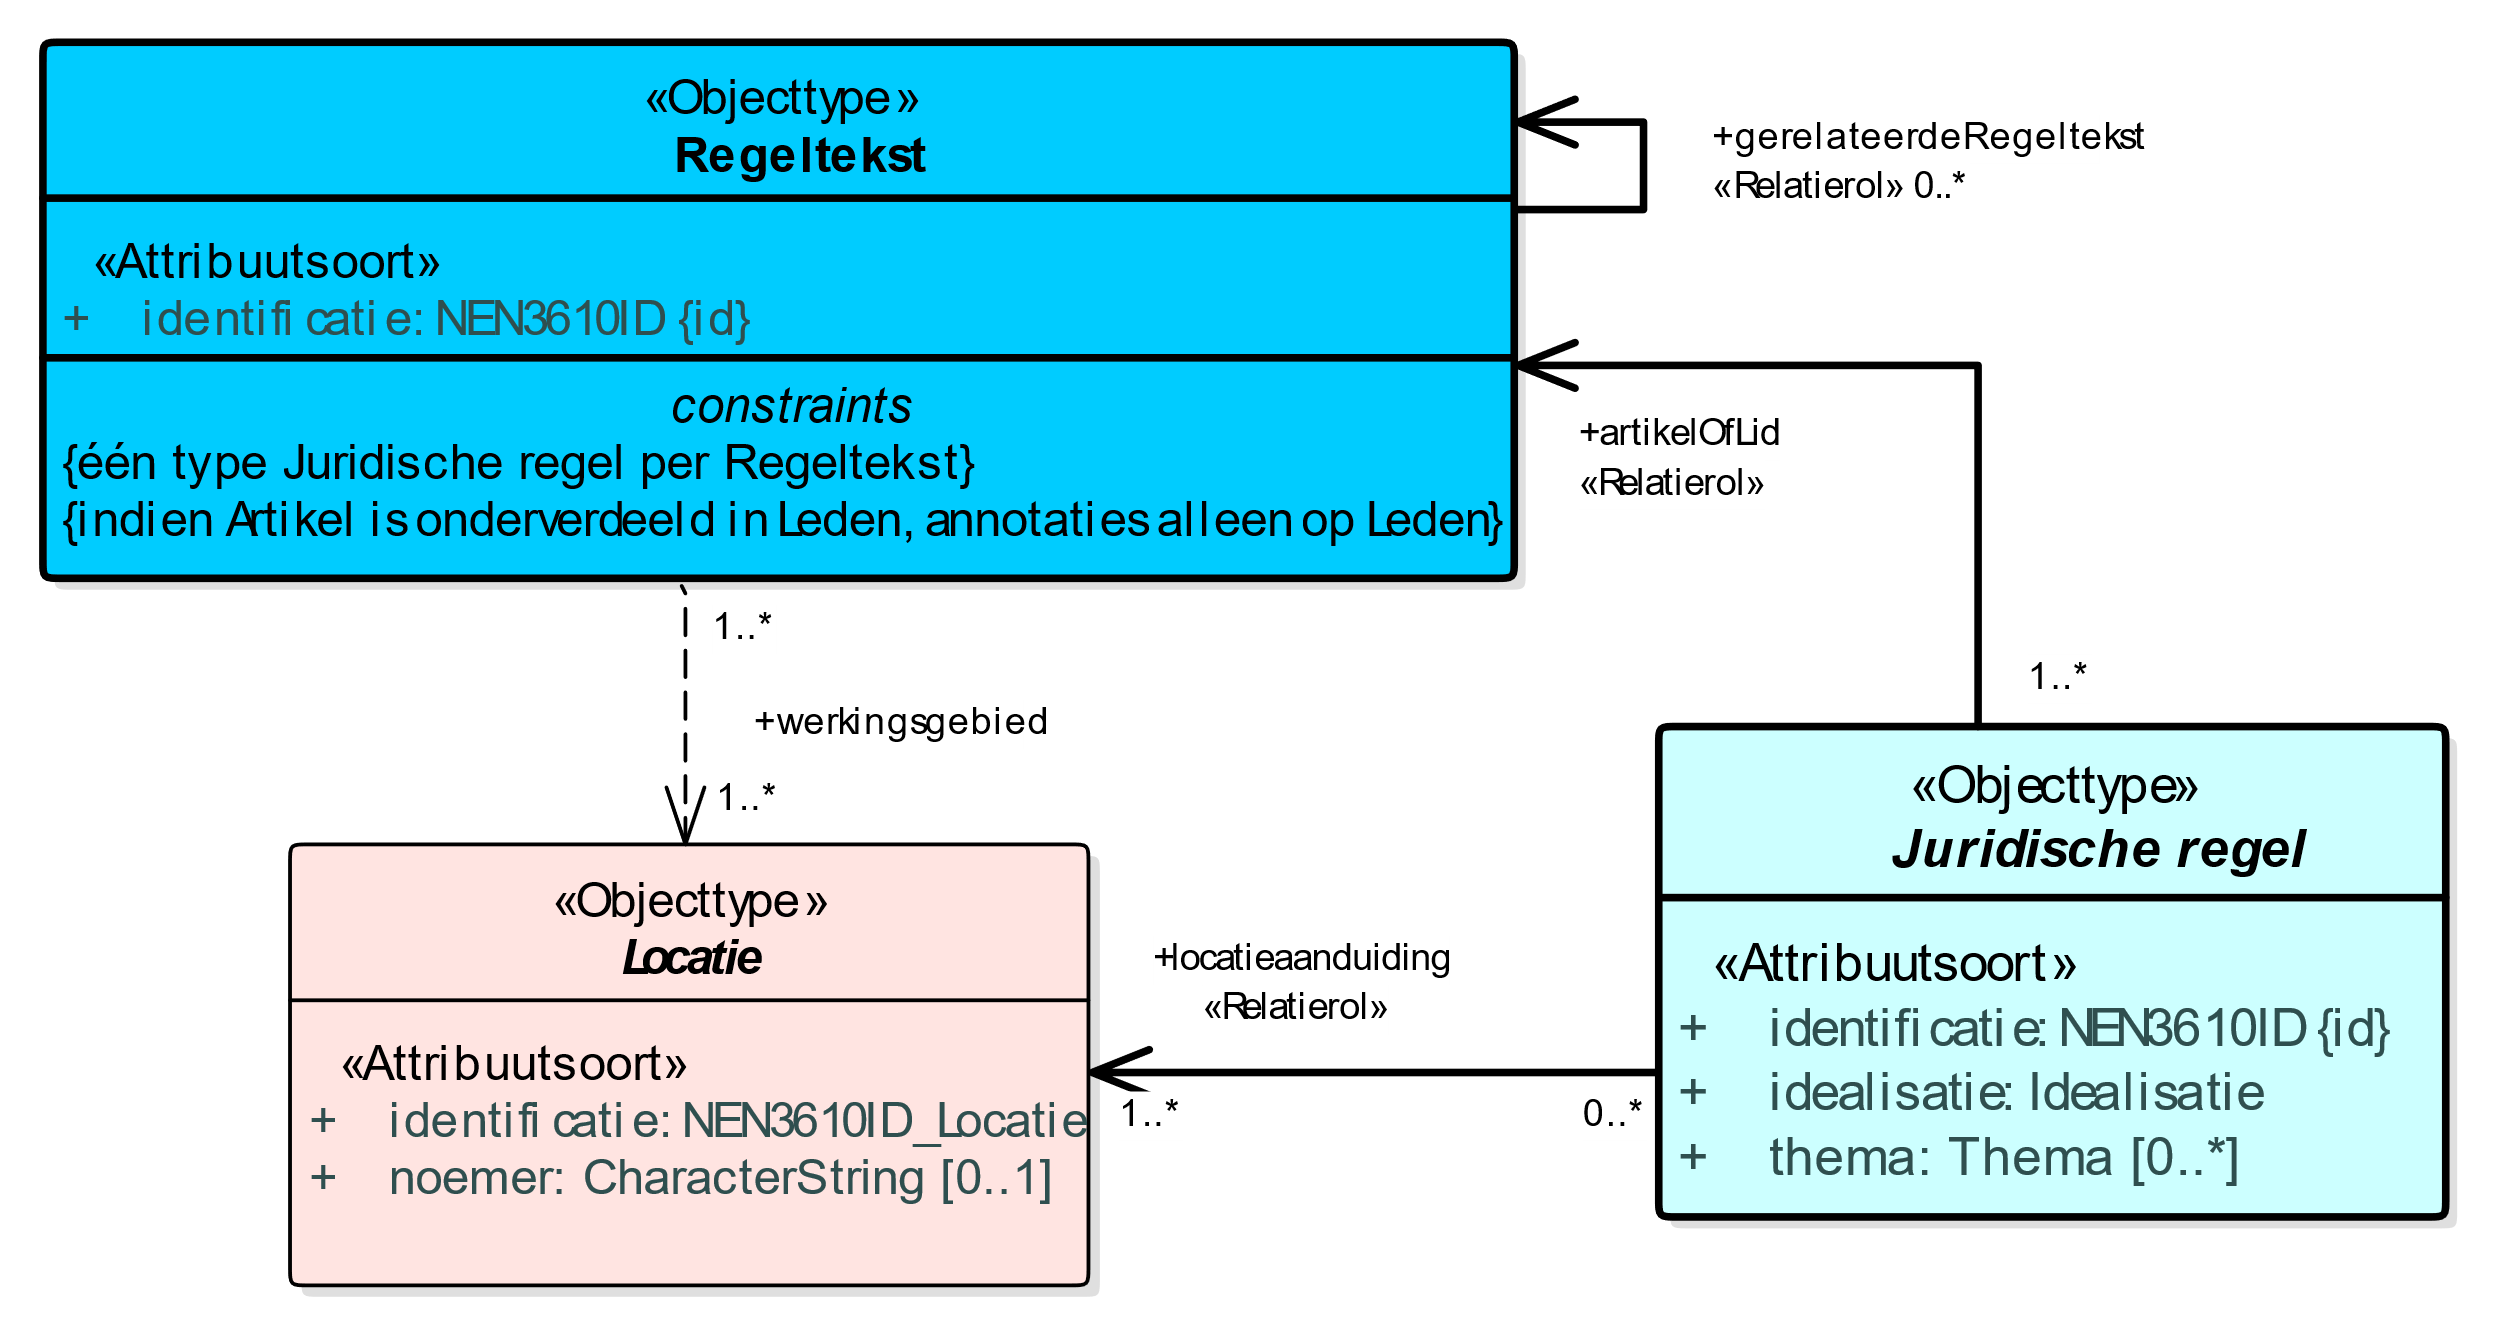 «Objecttype»
Regeltekst
«Attribuutsoort»
+ identificatie: NEN3610ID {id}
constraints
{één type Juridische regel per Regeltekst}
{indien Artikel is onderverdeeld in Leden, annotaties alleen op Leden}
+gerelateerdeRegeltekst
«Relatierol» 0..*
+artikelOfLid
«Relatierol»
1..*
1..*
+werkingsgebied
1..*
«Objecttype»
Juridische regel
«Attribuutsoort»
+ identificatie: NEN3610ID {id}
+ idealisatie: Idealisatie
+ thema: Thema [0..*]
«Objecttype»
Locatie
«Attribuutsoort»
+ identificatie: NEN3610ID_Locatie
+ noemer: CharacterString [0..1]
+locatieaanduiding
«Relatierol»
1..*
0..*